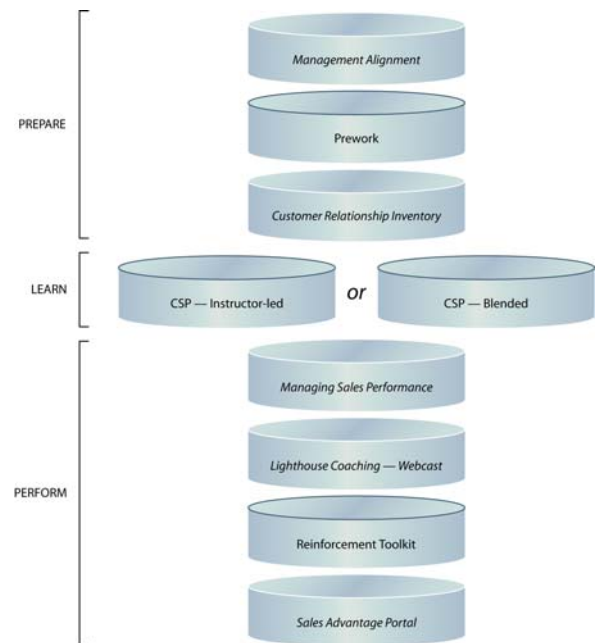 PREPARE
Management Alignment
Prework
Customer Relationship Inventory
LEARN
CSP — Instructor-led
or
CSP — Blended
PERFORM
Managing Sales Performance
Lighthouse Coaching — Webcast
Reinforcement Toolkit
Sales Advantage Portal